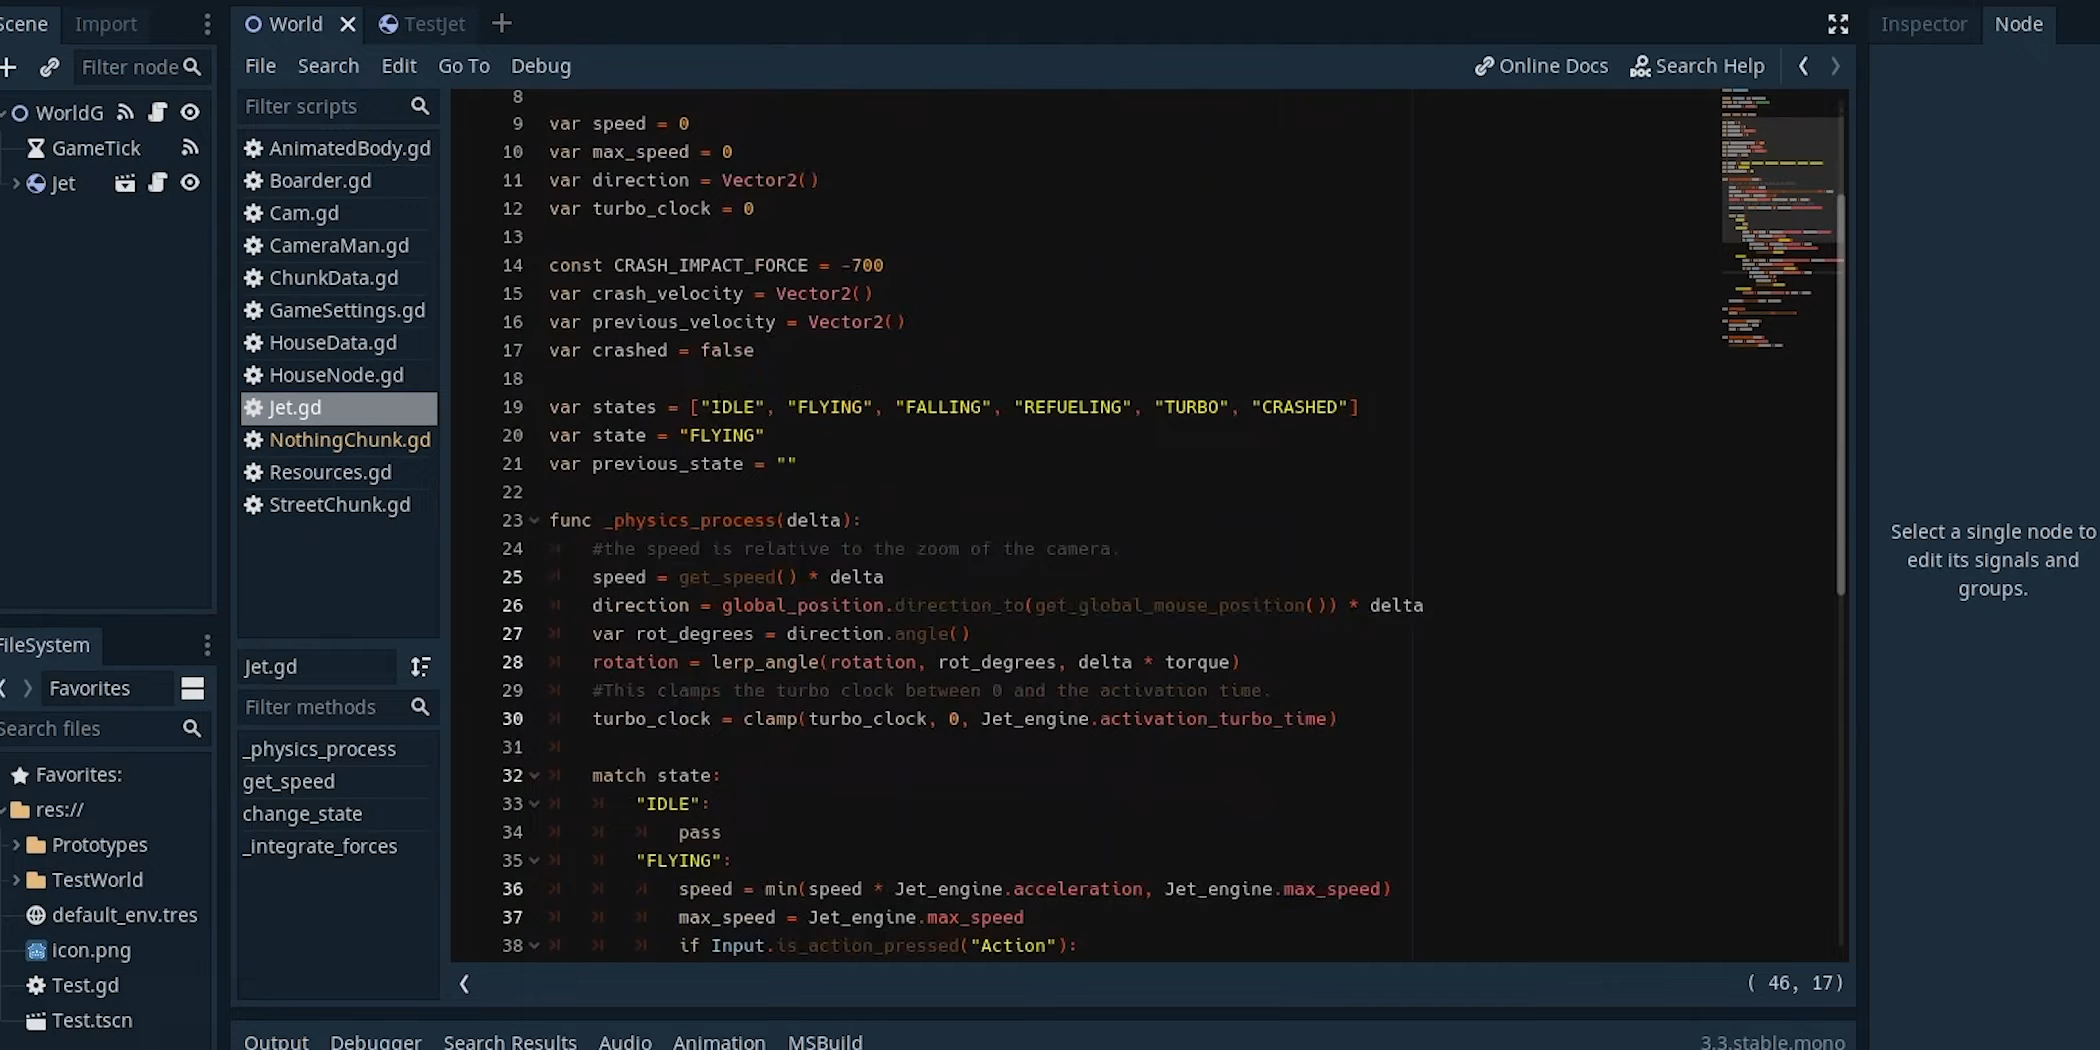 Scene Import
World TestJet
Inspector Node
Filter node
File Search Edit Go To Debug
Online Docs Search Help
WorldG
GameTick
Jet
Filter scripts
AnimatedBody.gd
Boarder.gd
Cam.gd
CameraMan.gd
ChunkData.gd
GameSettings.gd
HouseData.gd
HouseNode.gd
Jet.gd
NothingChunk.gd
Resources.gd
StreetChunk.gd
Jet.gd
Filter methods
_physics_process
get_speed
change_state
_integrate_forces
8
9 var speed = 0
10 var max_speed = 0
11 var direction = Vector2()
12 var turbo_clock = 0
13
14 const CRASH_IMPACT_FORCE = -700
15 var crash_velocity = Vector2()
16 var previous_velocity = Vector2()
17 var crashed = false
18
19 var states = ["IDLE", "FLYING", "FALLING", "REFUELING", "TURBO", "CRASHED"]
20 var state = "FLYING"
21 var previous_state = ""
22
23 func _physics_process(delta):
24 #the speed is relative to the zoom of the camera.
25 speed = get_speed() * delta
26 direction = global_position.direction_to(get_global_mouse_position()) * delta
27 var rot_degrees = direction.angle()
28 rotation = lerp_angle(rotation, rot_degrees, delta * torque)
29 #This clamps the turbo clock between 0 and the activation time.
30 turbo_clock = clamp(turbo_clock, 0, Jet_engine.activation_turbo_time)
31
32 match state:
33 "IDLE":
34 pass
35 "FLYING":
36 speed = min(speed * Jet_engine.acceleration, Jet_engine.max_speed)
37 max_speed = Jet_engine.max_speed
38 if Input.is_action_pressed("Action"):
( 46, 17)
Select a single node to
edit its signals and
groups.
FileSystem
Favorites
Search files
Favorites:
res://
Prototypes
TestWorld
default_env.tres
icon.png
Test.gd
Test.tscn
Output Debugger Search Results Audio Animation MSBuild
3.3.stable.mono